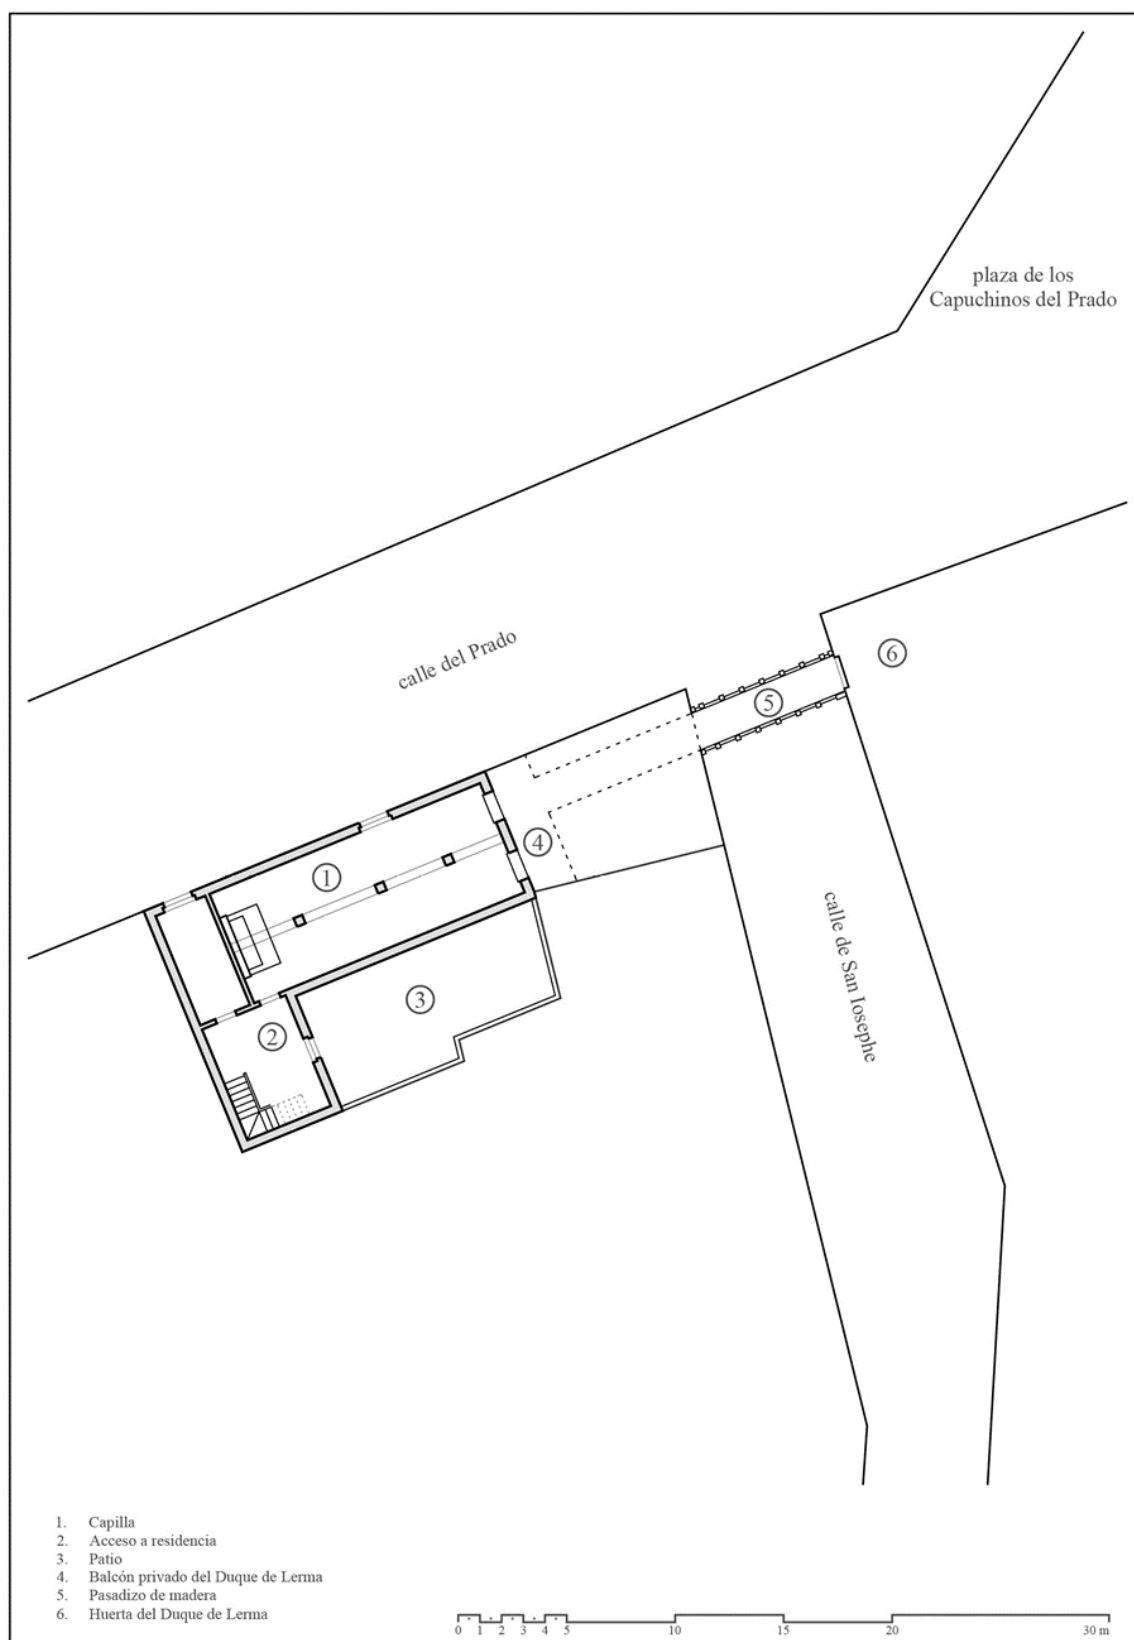 plaza de los
Capuchinos del Prado
calle del Prado
6
5
4
1
calle de San Iosephe
3
2
1. Capilla
2. Acceso a residencia
3. Patio
4. Balcón privado del Duque de Lerma
5. Pasadizo de madera
6. Huerta del Duque de Lerma
0 1 2 3 4 5 10 15 20 30 m